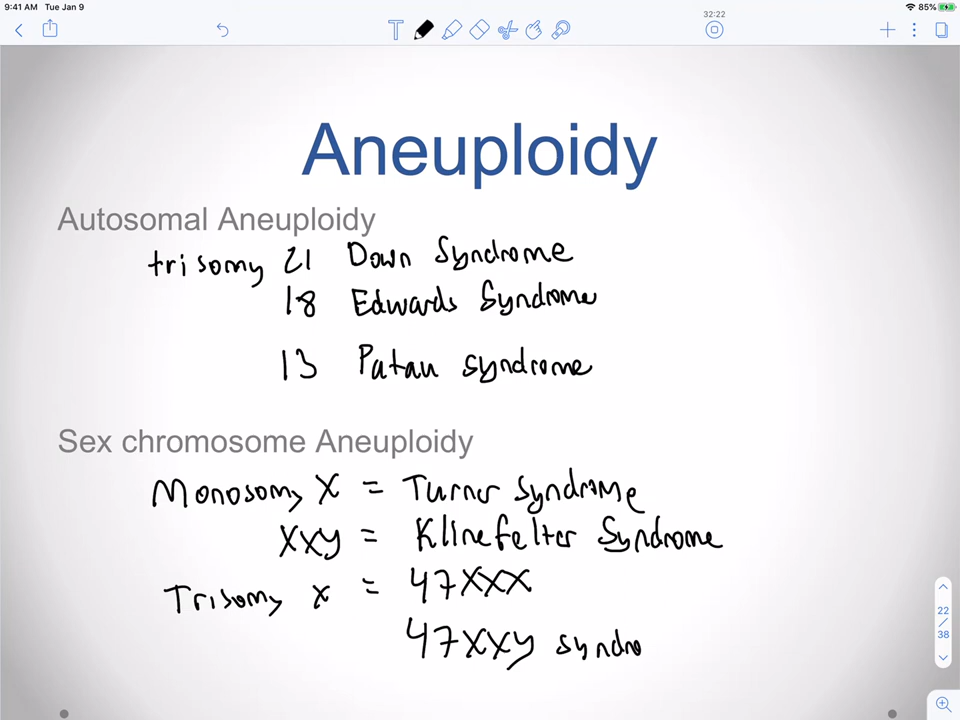 9:41 AM Tue Jan 9
85%
32:22
Aneuploidy
Autosomal Aneuploidy
trisomy 21 Down Syndrome
18 Edwards Syndrome
13 Patau syndrome
Sex chromosome Aneuploidy
Monosomy X = Turner Syndrome
XXY = Klinefelter Syndrome
Trisomy X = 47XXX
47XXY syndro
22
/
38